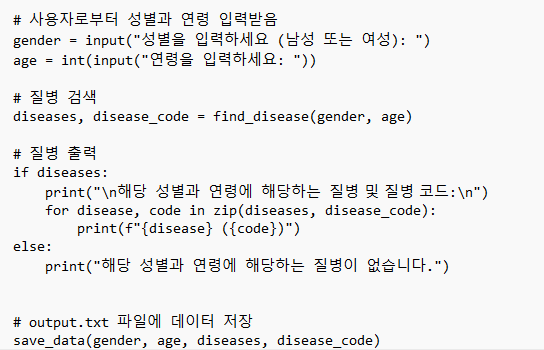 # 사용자로부터 성별과 연령 입력받음
gender = input("성별을 입력하세요 (남성 또는 여성): ")
age = int(input("연령을 입력하세요: "))
# 질병 검색
diseases, disease_code = find_disease(gender, age)
# 질병 출력
if diseases:
    print("\n해당 성별과 연령에 해당하는 질병 및 질병 코드:\n")
    for disease, code in zip(diseases, disease_code):
        print(f"{disease} ({code})")
else:
    print("해당 성별과 연령에 해당하는 질병이 없습니다.")
# output.txt 파일에 데이터 저장
save_data(gender, age, diseases, disease_code)